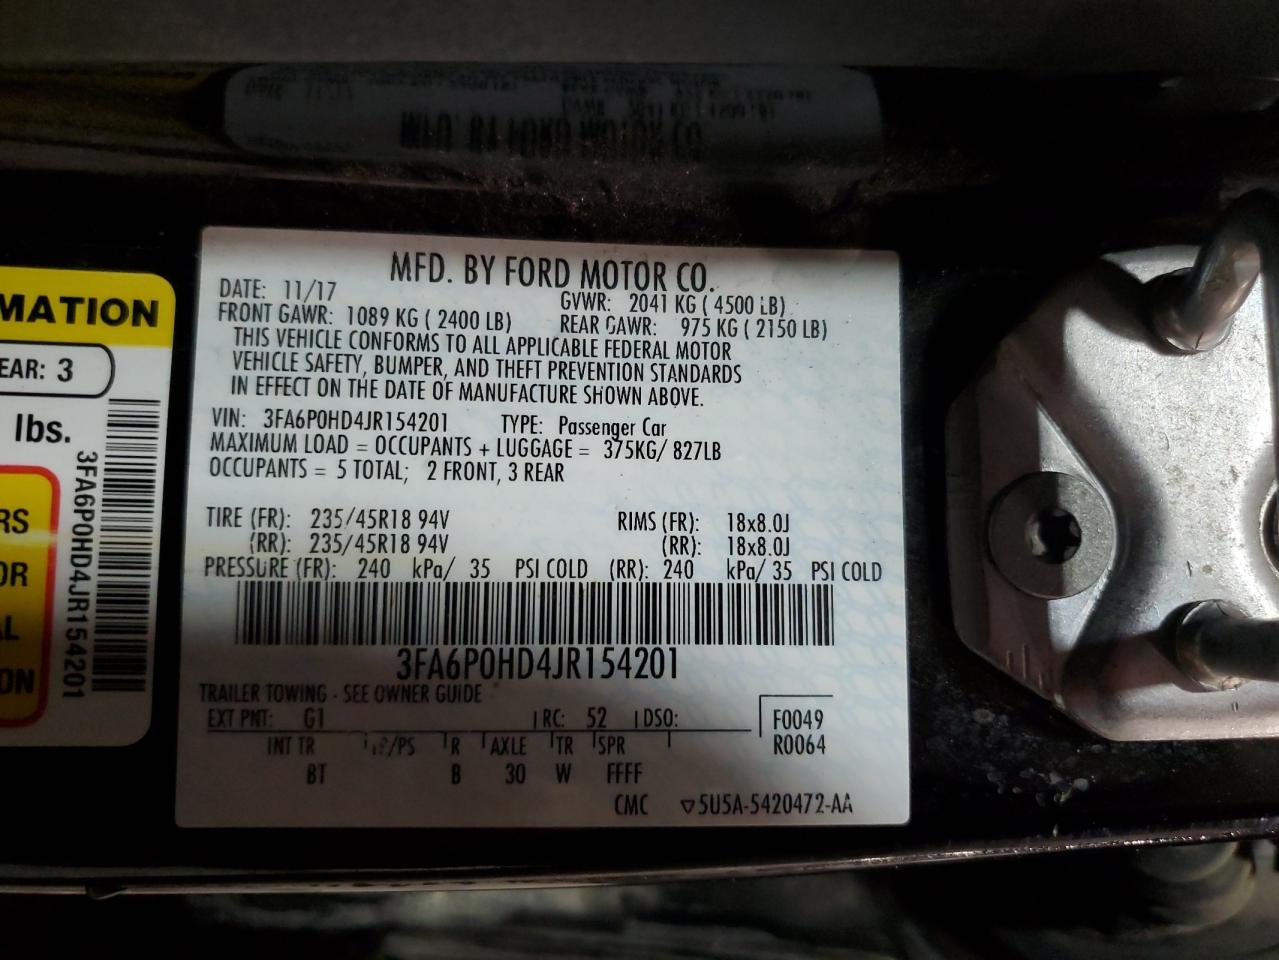 MFD. BY FORD MOTOR CO.
DATE: 11/17
GVWR: 2041 KG ( 4500 LB)
FRONT GAWR: 1089 KG ( 2400 LB)
REAR GAWR: 975 KG ( 2150 LB)
THIS VEHICLE CONFORMS TO ALL APPLICABLE FEDERAL MOTOR
VEHICLE SAFETY, BUMPER, AND THEFT PREVENTION STANDARDS
IN EFFECT ON THE DATE OF MANUFACTURE SHOWN ABOVE.
VIN: 3FA6P0HD4JR154201 TYPE: Passenger Car
MAXIMUM LOAD = OCCUPANTS + LUGGAGE = 375KG/ 827LB
OCCUPANTS = 5 TOTAL; 2 FRONT, 3 REAR
TIRE (FR): 235/45R18 94V RIMS (FR): 18x8.0J
(RR): 235/45R18 94V (RR): 18x8.0J
PRESSURE (FR): 240 kPa/ 35 PSI COLD (RR): 240 kPa/ 35 PSI COLD
3FA6P0HD4JR154201
TRAILER TOWING - SEE OWNER GUIDE
EXT PNT: G1 RC: 52 DSO: F0049
INT TR /PS R AXLE TR SPR R0064
BT B 30 W FFFF
CMC ▽5U5A-5420472-AA
MATION
EAR: 3
lbs.
3FA6P0HD4JR154201
RS
OR
AL
ON